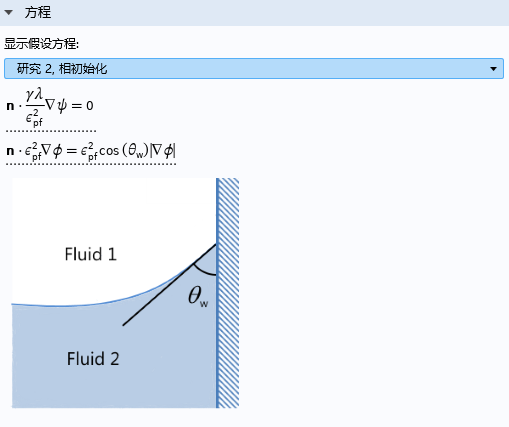 方程
显示假设方程:
研究 2, 相初始化
n · γλ/ϵ²pf ∇ψ = 0
n · ϵ²pf∇ϕ = ϵ²pf cos (θw)|∇ϕ|
Fluid 1
θw
Fluid 2